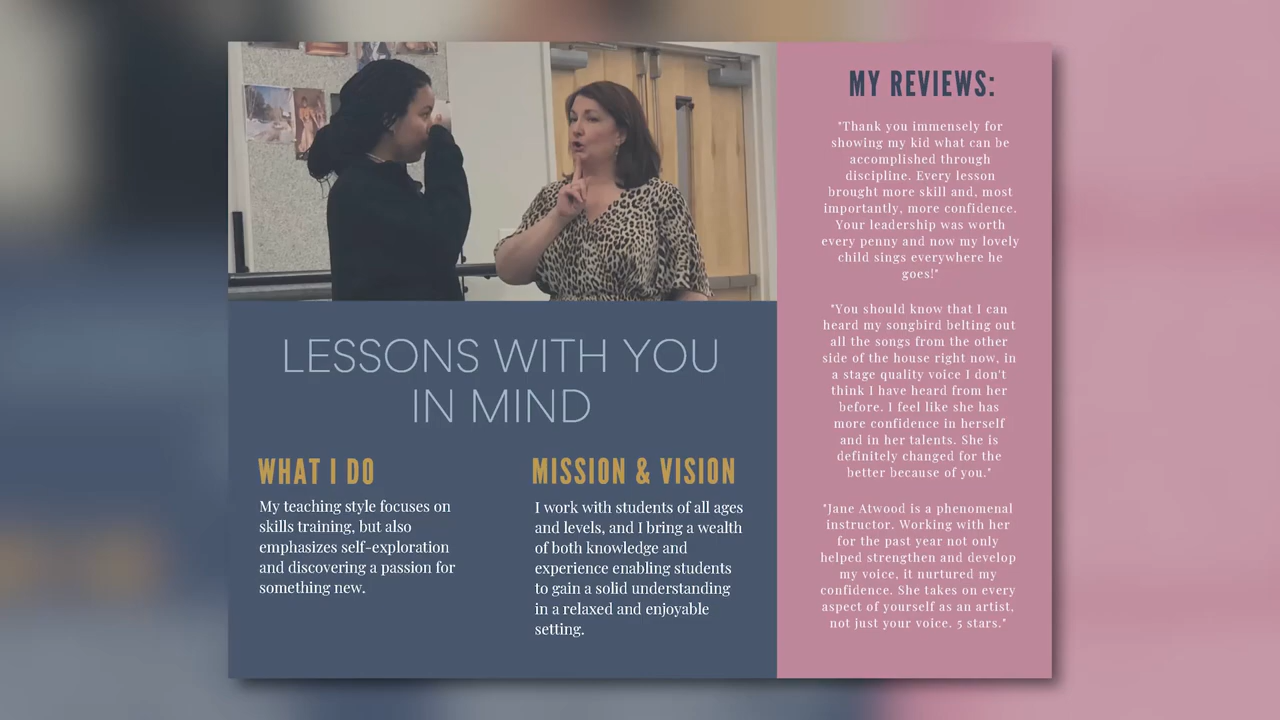 LESSONS WITH YOU
IN MIND
WHAT I DO
My teaching style focuses on
skills training, but also
emphasizes self-exploration
and discovering a passion for
something new.
MISSION & VISION
I work with students of all ages
and levels, and I bring a wealth
of both knowledge and
experience enabling students
to gain a solid understanding
in a relaxed and enjoyable
setting.
MY REVIEWS:
"Thank you immensely for
showing my kid what can be
accomplished through
discipline. Every lesson
brought more skill and, most
importantly, more confidence.
Your leadership was worth
every penny and now my lovely
child sings everywhere he
goes!"
"You should know that I can
heard my songbird belting out
all the songs from the other
side of the house right now, in
a stage quality voice I don't
think I have heard from her
before. I feel like she has
more confidence in herself
and in her talents. She is
definitely changed for the
better because of you."
"Jane Atwood is a phenomenal
instructor. Working with her
for the past year not only
helped strengthen and develop
my voice, it nurtured my
confidence. She takes on every
aspect of yourself as an artist,
not just your voice. 5 stars."